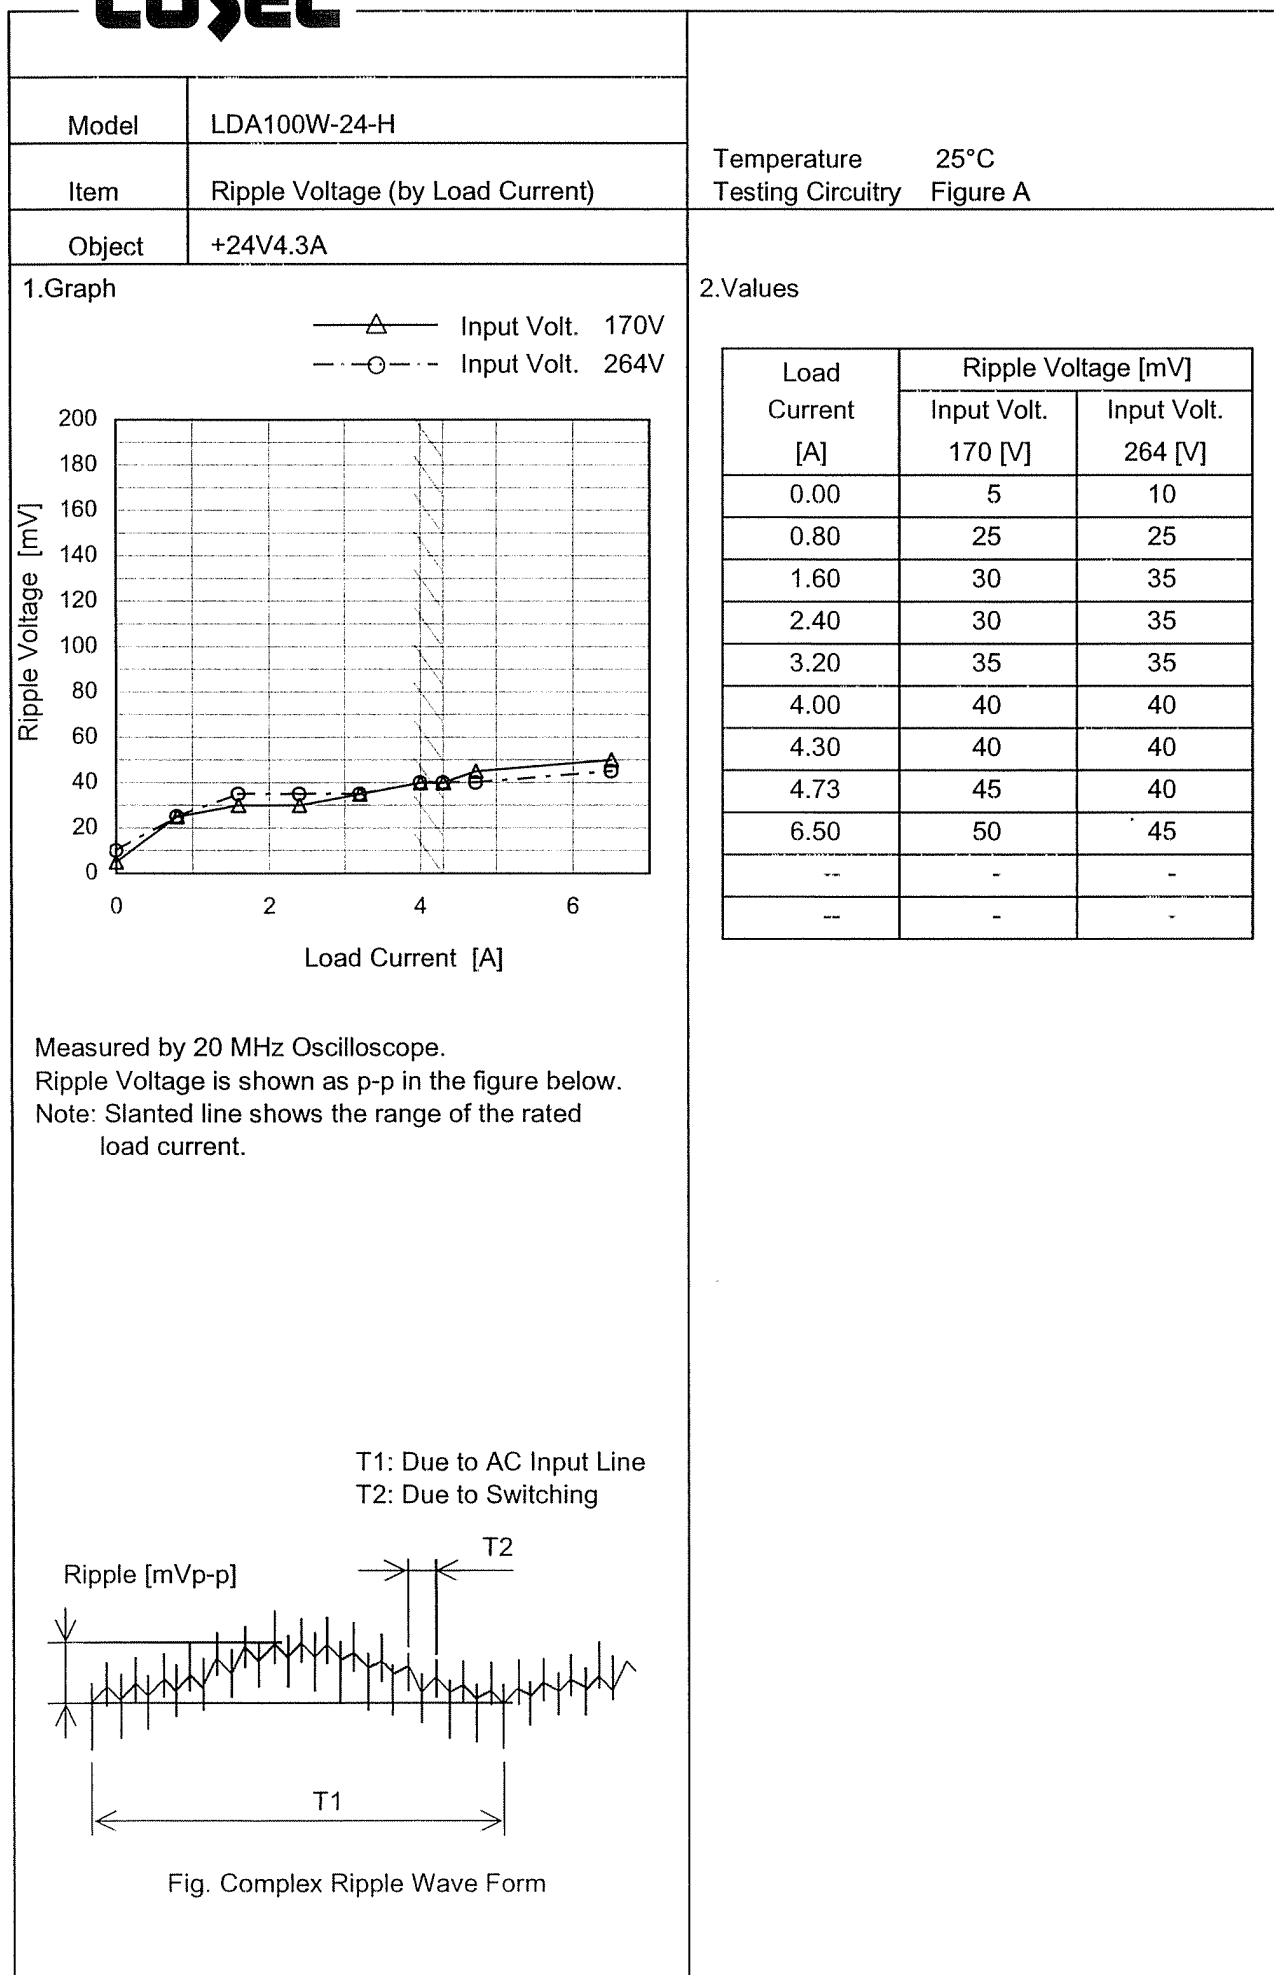 COSEL
Model LDA100W-24-H
Item Ripple Voltage (by Load Current)
Object +24V4.3A
Temperature 25°C
Testing Circuitry Figure A
1.Graph
Input Volt. 170V
Input Volt. 264V
Ripple Voltage [mV]
200
180
160
140
120
100
80
60
40
20
0
0 2 4 6
Load Current [A]
Measured by 20 MHz Oscilloscope.
Ripple Voltage is shown as p-p in the figure below.
Note: Slanted line shows the range of the rated
load current.
T1: Due to AC Input Line
T2: Due to Switching
T2
Ripple [mVp-p]
T1
Fig. Complex Ripple Wave Form
2.Values
Load Ripple Voltage [mV]
Current Input Volt. Input Volt.
[A] 170 [V] 264 [V]
0.00 5 10
0.80 25 25
1.60 30 35
2.40 30 35
3.20 35 35
4.00 40 40
4.30 40 40
4.73 45 40
6.50 50 45
-- - -
-- - -